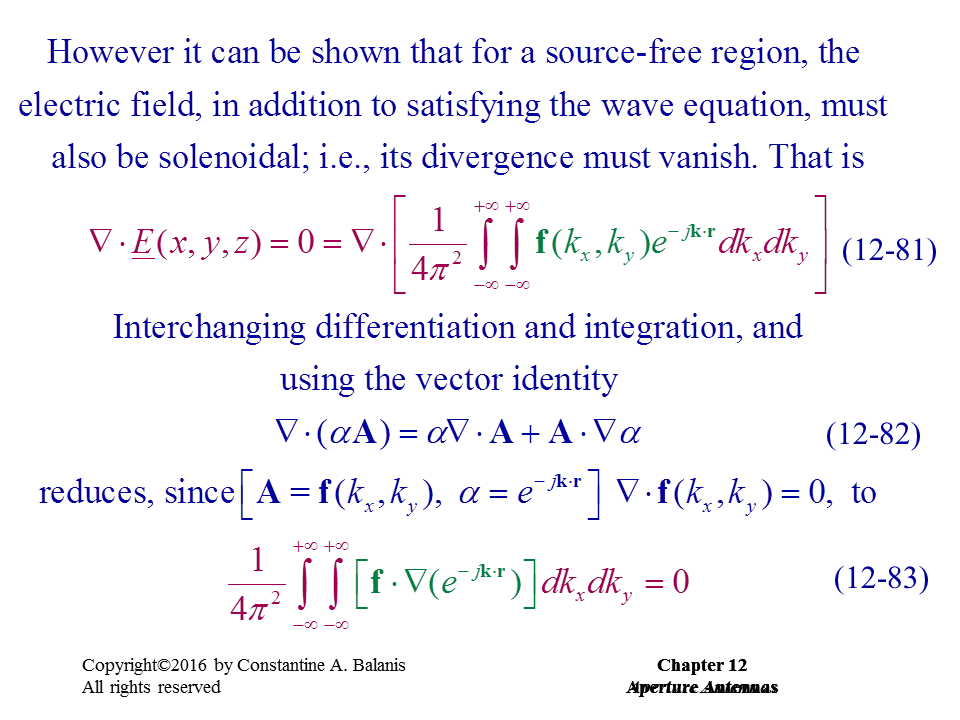 However it can be shown that for a source-free region, the
electric field, in addition to satisfying the wave equation, must
also be solenoidal; i.e., its divergence must vanish. That is
∇ · E̲(x, y, z) = 0 = ∇ · [ 1/4π² ∫_{−∞}^{+∞} ∫_{−∞}^{+∞} f(k_x, k_y)e^{− jk·r} dk_x dk_y ] (12-81)
Interchanging differentiation and integration, and
using the vector identity
∇ · (αA) = α∇ · A + A · ∇α (12-82)
reduces, since [ A = f(k_x, k_y), α = e^{− jk·r} ] ∇ · f(k_x, k_y) = 0, to
1/4π² ∫_{−∞}^{+∞} ∫_{−∞}^{+∞} [ f · ∇(e^{− jk·r}) ] dk_x dk_y = 0 (12-83)
Copyright©2016 by Constantine A. Balanis
All rights reserved
Chapter 12
Aperture Antennas